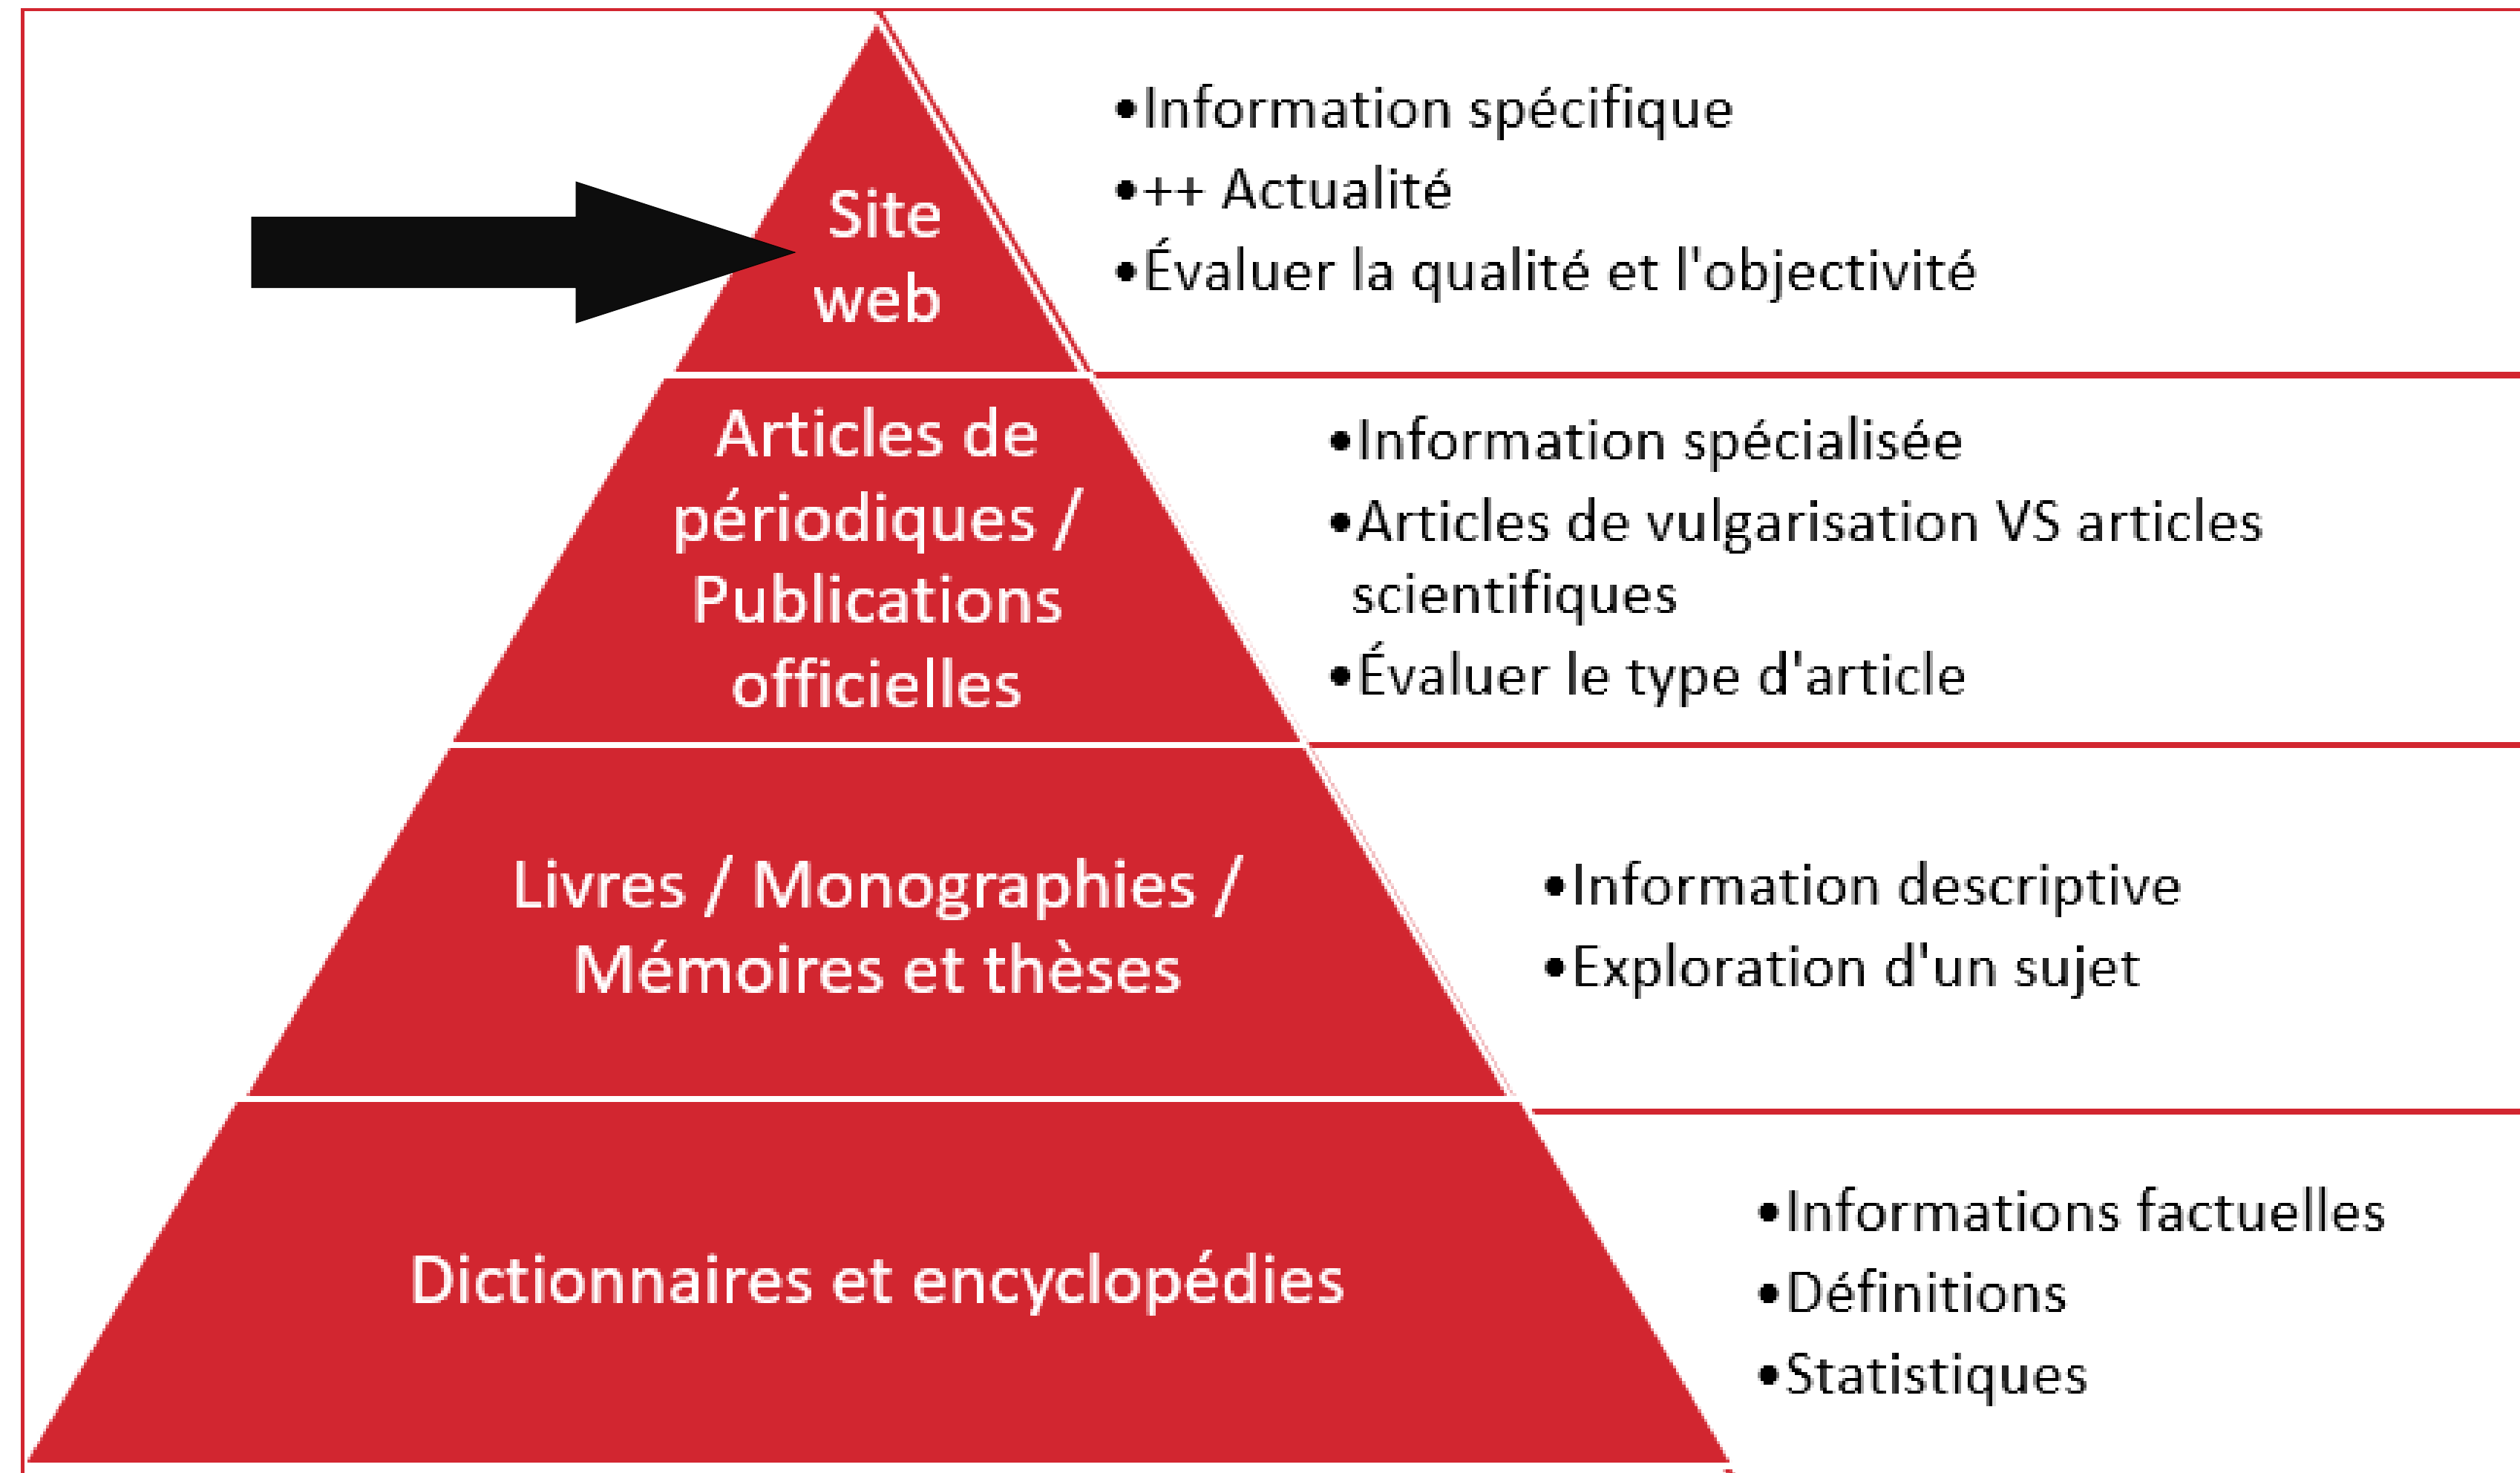 Site
web
•Information spécifique
•++ Actualité
•Évaluer la qualité et l'objectivité
Articles de
périodiques /
Publications
officielles
•Information spécialisée
•Articles de vulgarisation VS articles
scientifiques
•Évaluer le type d'article
Livres / Monographies /
Mémoires et thèses
•Information descriptive
•Exploration d'un sujet
Dictionnaires et encyclopédies
•Informations factuelles
•Définitions
•Statistiques